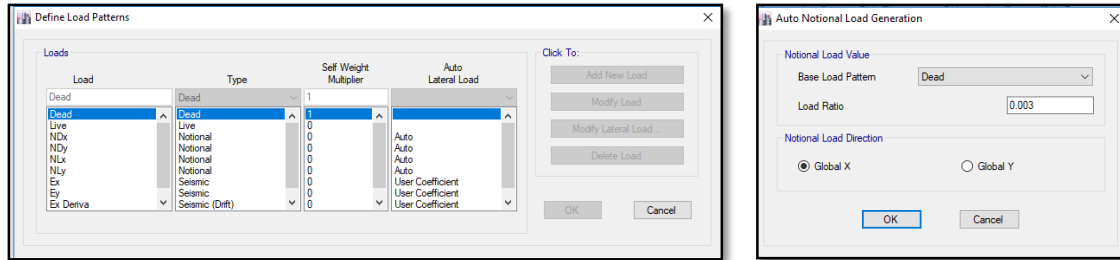 Define Load Patterns
Loads
Load Type Self Weight Multiplier Auto Lateral Load
Dead Dead 1
Dead Dead 1
Live Live 0
NDx Notional 0 Auto
NDy Notional 0 Auto
NLx Notional 0 Auto
NLy Notional 0 Auto
Ex Seismic 0 User Coefficient
Ey Seismic 0 User Coefficient
Ex Deriva Seismic (Drift) 0 User Coefficient
Click To:
Add New Load
Modify Load
Modify Lateral Load...
Delete Load
OK Cancel
Auto Notional Load Generation
Notional Load Value
Base Load Pattern Dead
Load Ratio 0.003
Notional Load Direction
Global X Global Y
OK Cancel